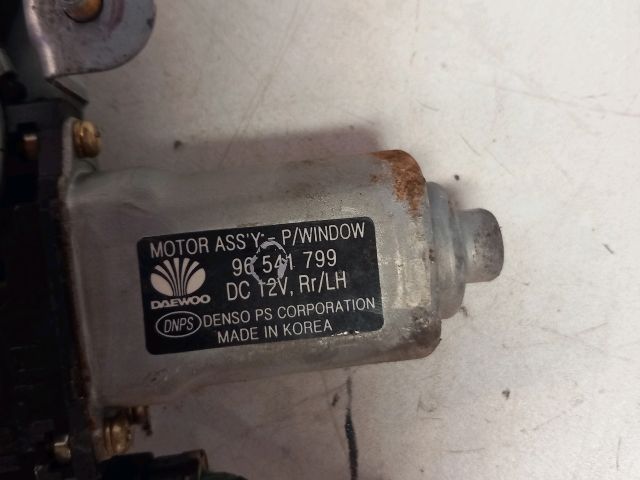 MOTOR ASS'Y - P/WINDOW
96 541 799
DAEWOO
DC 12V, Rr/LH
DNPS DENSO PS CORPORATION
MADE IN KOREA